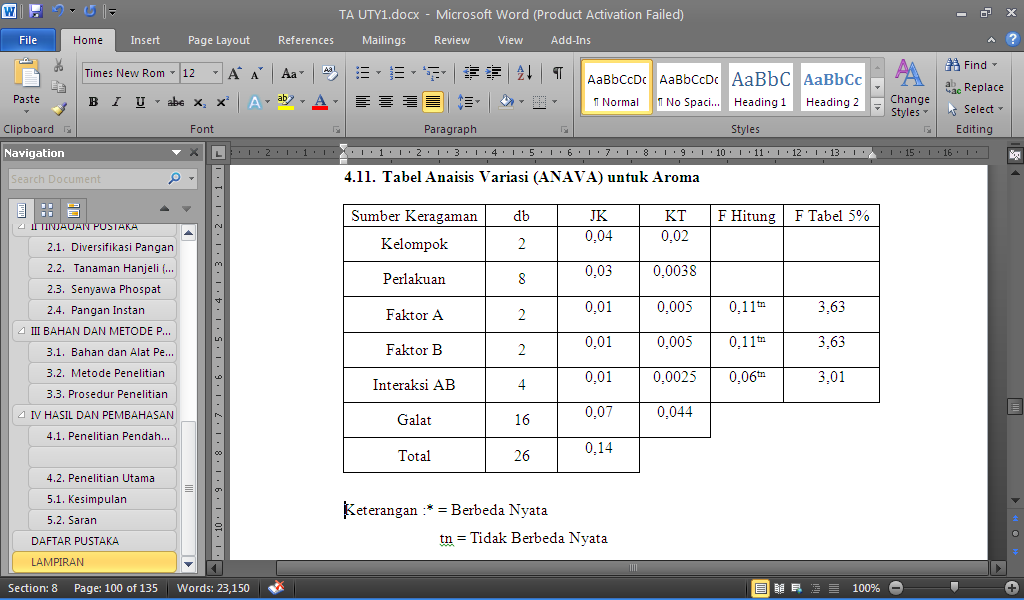 TA UTY1.docx - Microsoft Word (Product Activation Failed)
File Home Insert Page Layout References Mailings Review View Add-Ins
Paste
Clipboard
Times New Rom 12
Font
Paragraph
AaBbCcDc AaBbCcDc AaBbC AaBbCc
¶ Normal ¶ No Spaci... Heading 1 Heading 2
Change Styles
Styles
Find
Replace
Select
Editing
Navigation
Search Document
II TINJAUAN PUSTAKA
2.1. Diversifikasi Pangan
2.2. Tanaman Hanjeli (...
2.3. Senyawa Phospat
2.4. Pangan Instan
III BAHAN DAN METODE P...
3.1. Bahan dan Alat Pe...
3.2. Metode Penelitian
3.3. Prosedur Penelitian
IV HASIL DAN PEMBAHASAN
4.1. Penelitian Pendah...
4.2. Penelitian Utama
5.1. Kesimpulan
5.2. Saran
DAFTAR PUSTAKA
LAMPIRAN
4.11. Tabel Anaisis Variasi (ANAVA) untuk Aroma
Sumber Keragaman db JK KT F Hitung F Tabel 5%
Kelompok 2 0,04 0,02
Perlakuan 8 0,03 0,0038
Faktor A 2 0,01 0,005 0,11tn 3,63
Faktor B 2 0,01 0,005 0,11tn 3,63
Interaksi AB 4 0,01 0,0025 0,06tn 3,01
Galat 16 0,07 0,044
Total 26 0,14
Keterangan :* = Berbeda Nyata
tn = Tidak Berbeda Nyata
Section: 8 Page: 100 of 135 Words: 23,150 100%